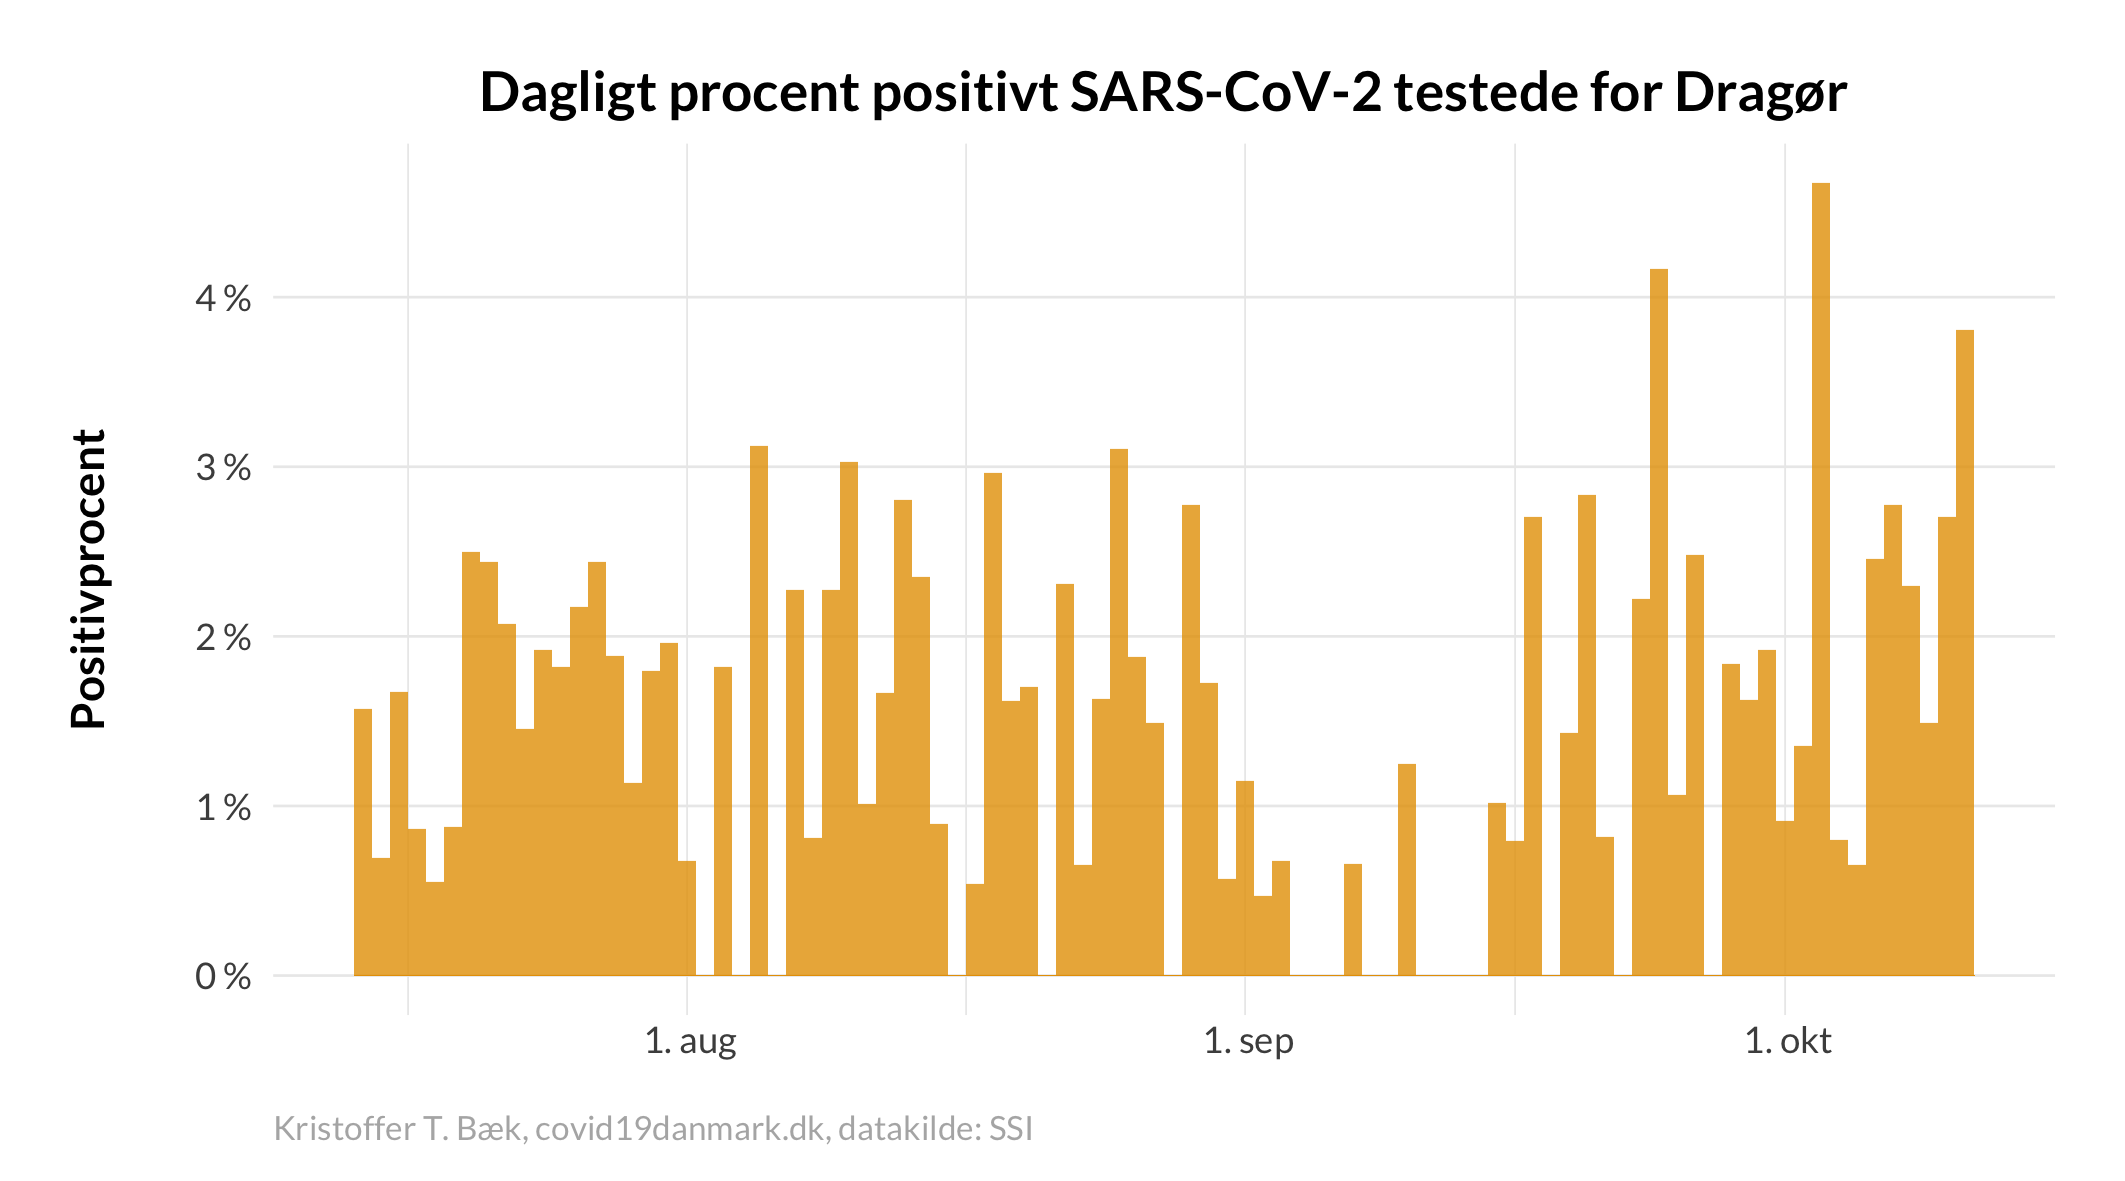 Dagligt procent positivt SARS-CoV-2 testede for Dragør
Positivprocent
4 %
3 %
2 %
1 %
0 %
1. aug
1. sep
1. okt
Kristoffer T. Bæk, covid19danmark.dk, datakilde: SSI